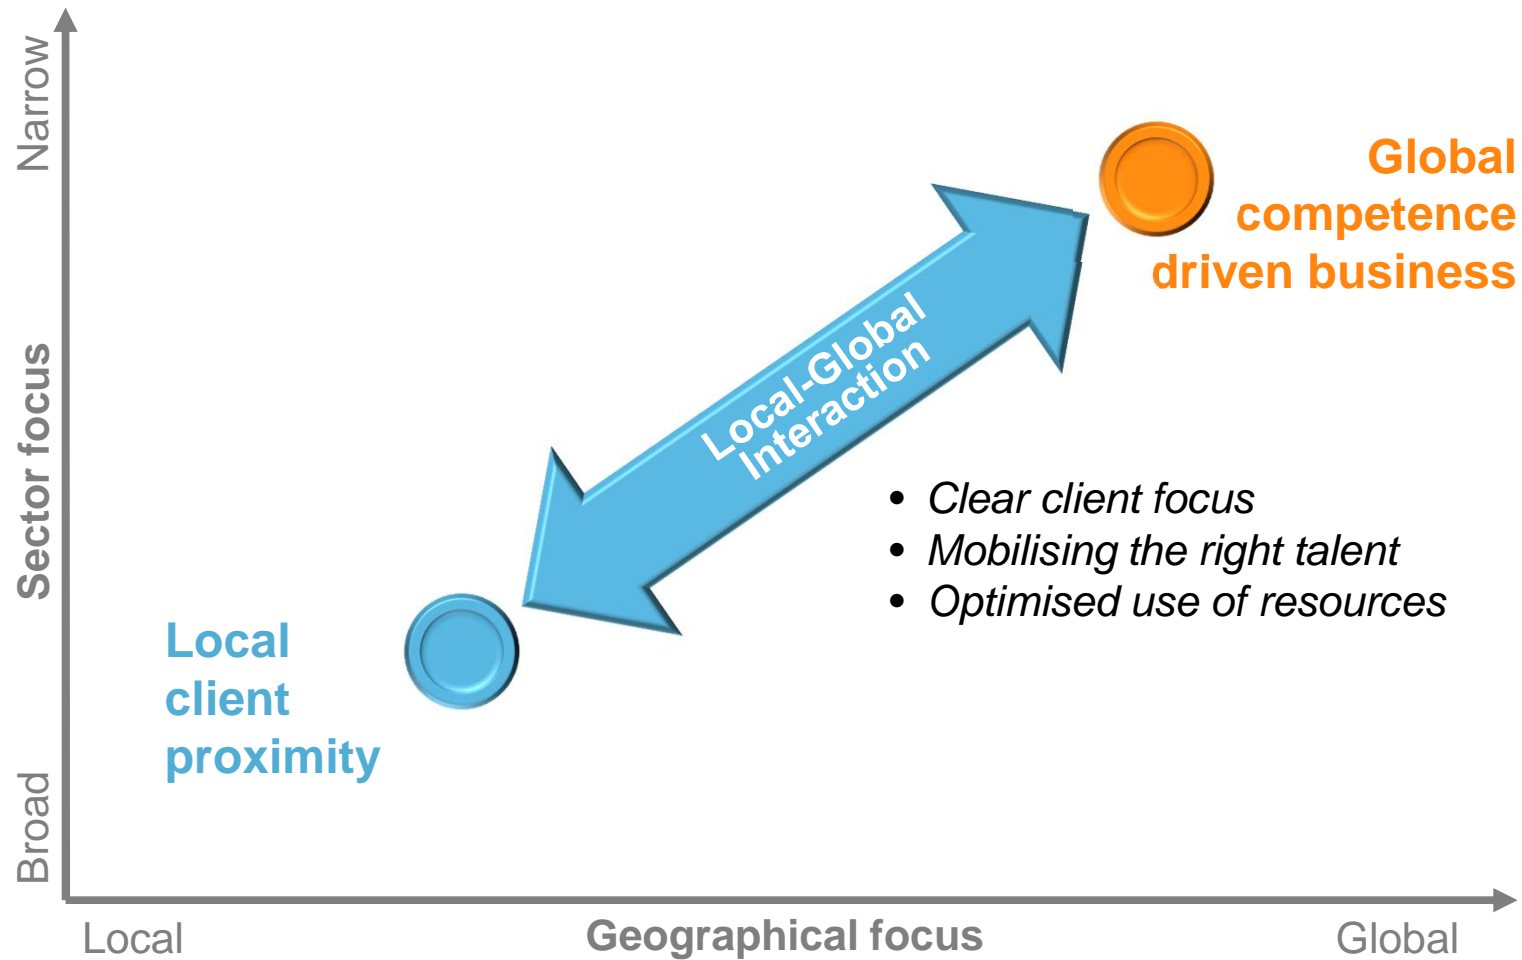 Narrow
Sector focus
Broad
Global
competence
driven business
Local-Global
Interaction
• Clear client focus
• Mobilising the right talent
• Optimised use of resources
Local
client
proximity
Local
Geographical focus
Global